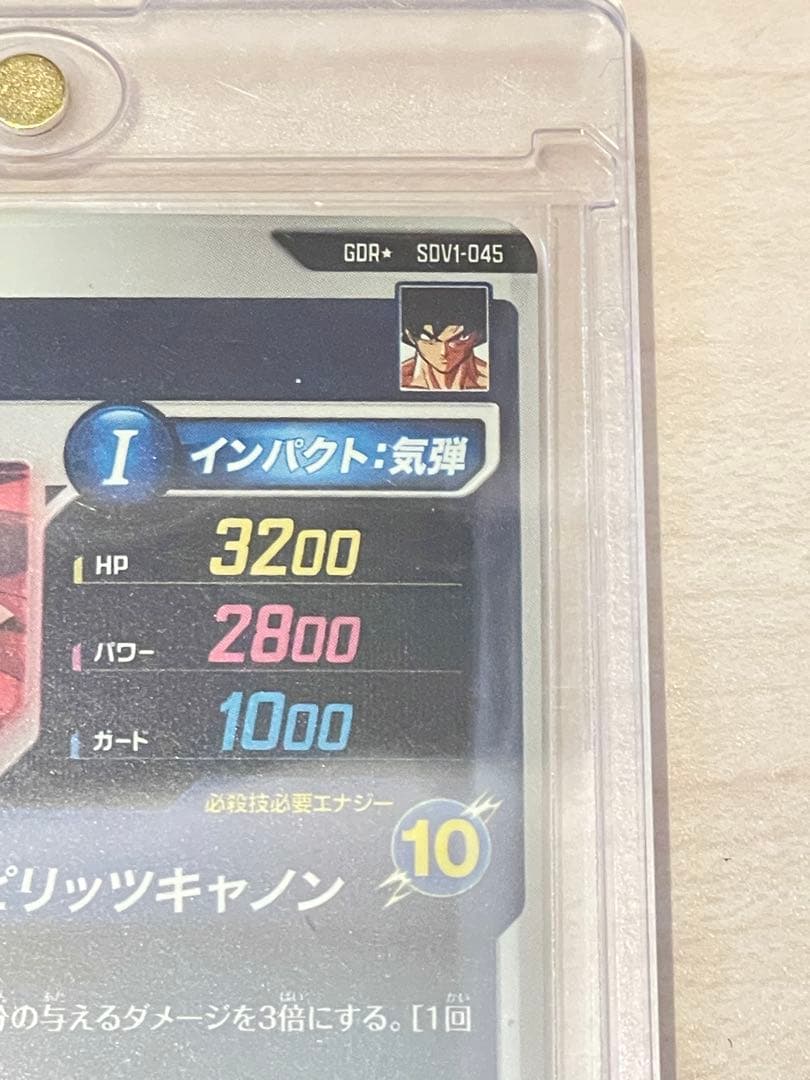 GDR★ SDV1-045
I インパクト：気弾
HP 3200
パワー 2800
ガード 1000
必殺技必要エナジー
10
ピリッツキャノン
分の与えるダメージを3倍にする。[1回